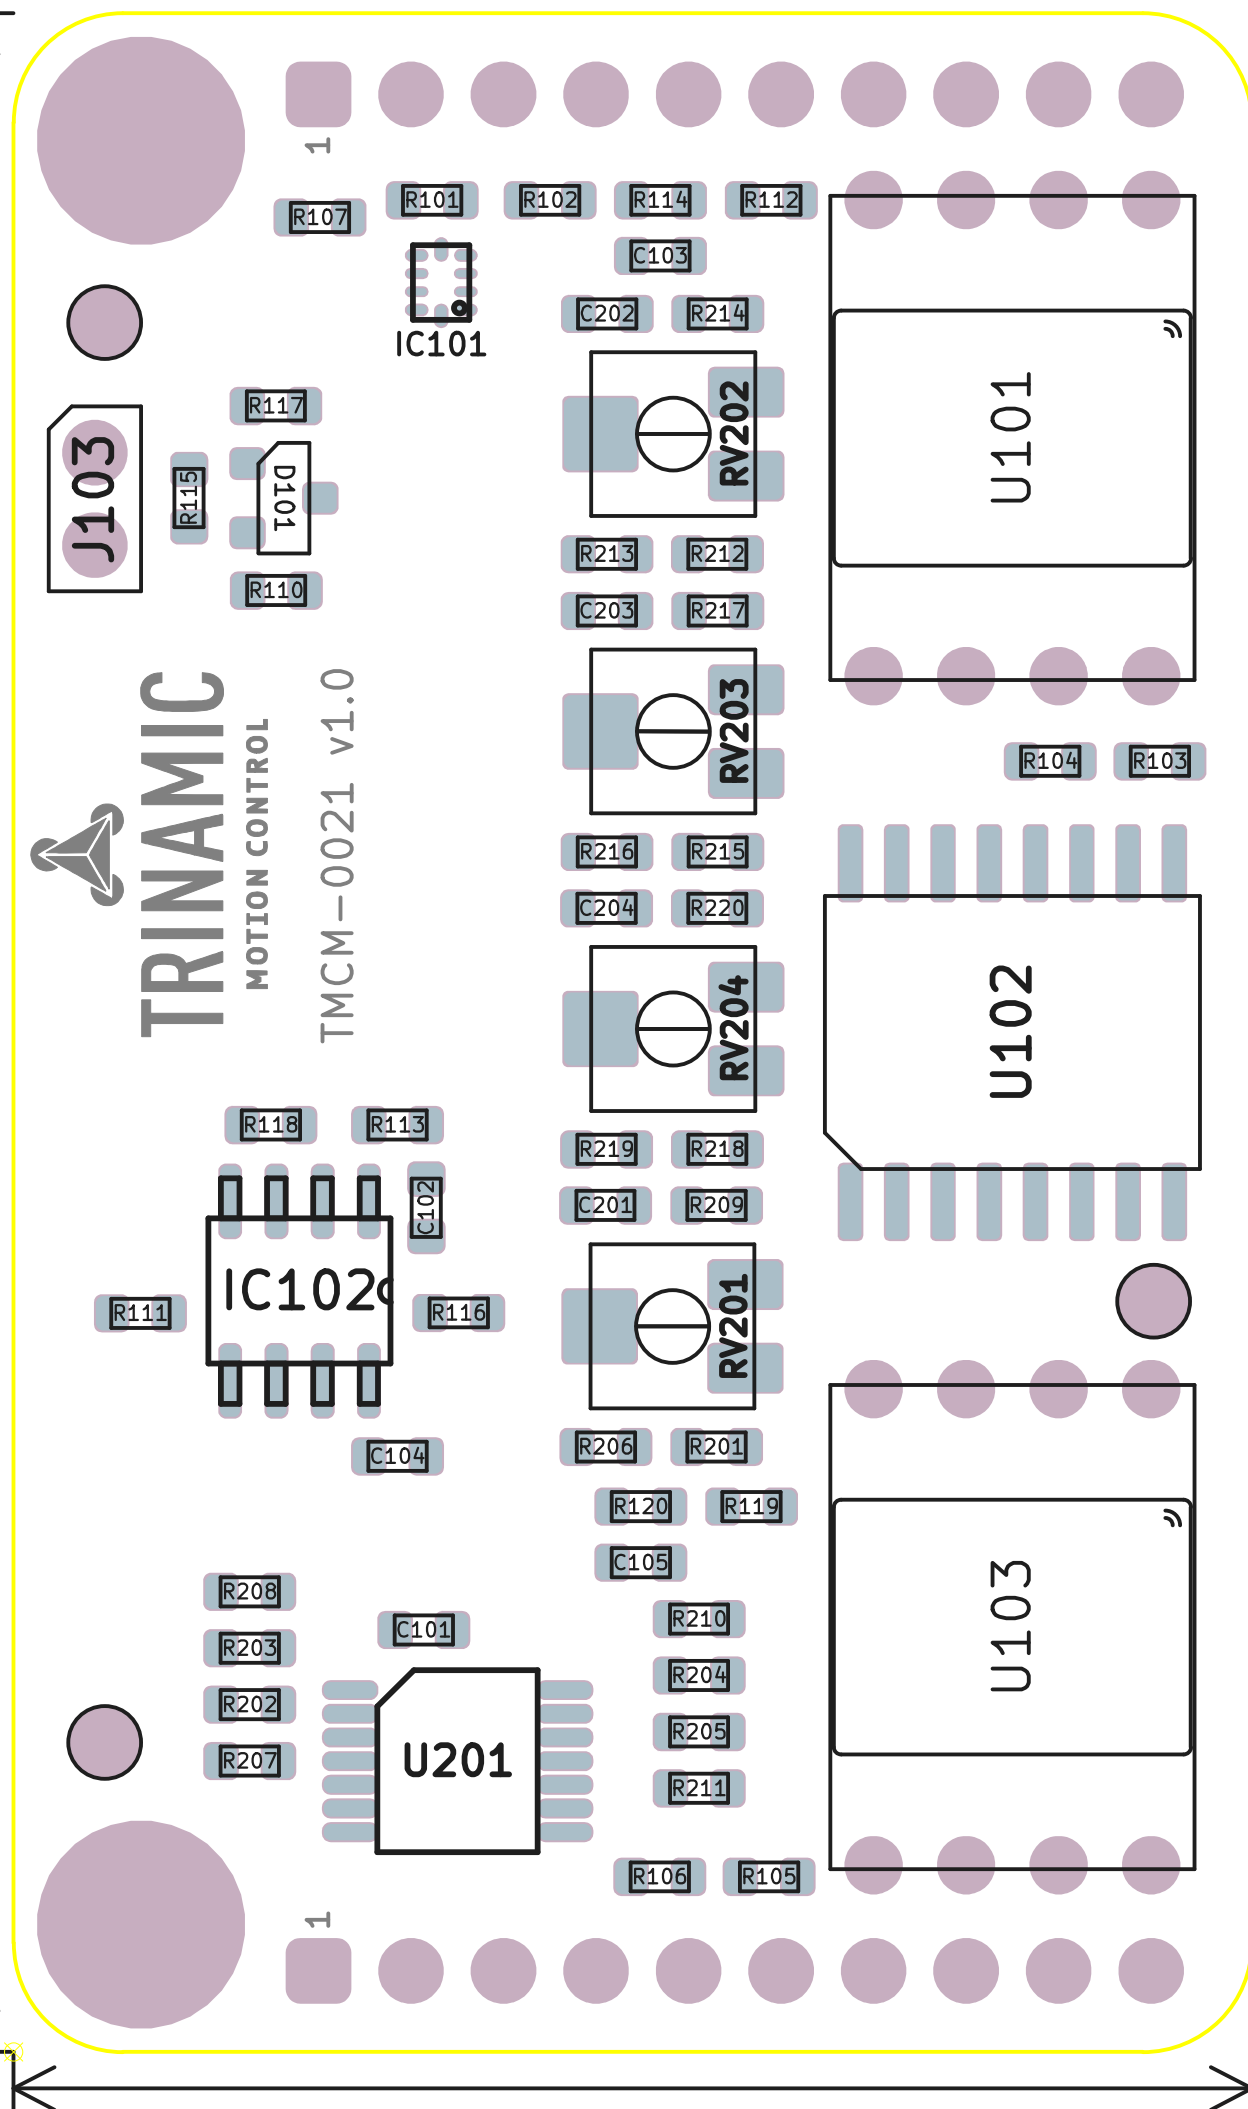 1
R101
R102
R114
R112
R107
C103
IC101
C202
R214
U101
RV202
R117
J103
R115
D101
R213
R212
R110
C203
R217
TRINAMIC
MOTION CONTROL
TMCM-0021 v1.0
RV203
R104
R103
R216
R215
C204
R220
RV204
U102
R118
R113
R219
R218
C102
C201
R209
IC102
R111
R116
RV201
R206
R201
C104
R120
R119
C105
R208
C101
R210
U103
R203
R204
R202
R205
U201
R207
R211
R106
R105
1